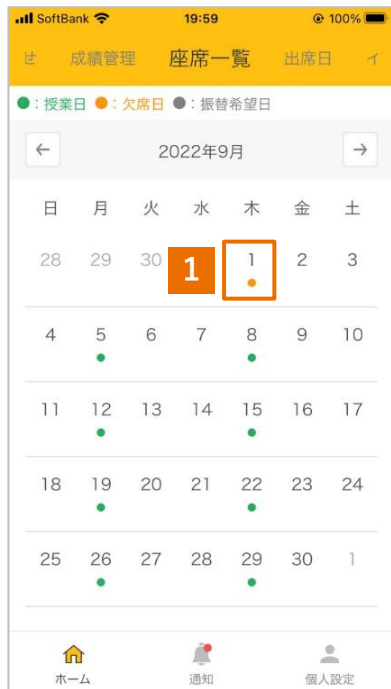 SoftBank 19:59 100%
せ 成績管理 座席一覧 出席日 イ
●：授業日 ●：欠席日 ●：振替希望日
← 2022年9月 →
日 月 火 水 木 金 土
28 29 30 1 1 2 3
4 5 6 7 8 9 10
11 12 13 14 15 16 17
18 19 20 21 22 23 24
25 26 27 28 29 30 1
ホーム 通知 個人設定